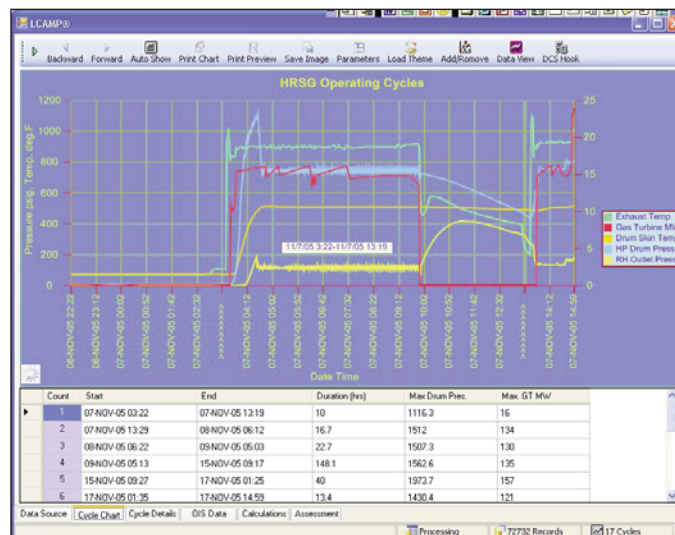 LCAMP®
Backward Forward Auto Show Print Chart Print Preview Save Image Parameters Load Theme Add/Romove Data View DCS Hook
HRSG Operating Cycles
Pressure psig, Temp. deg.F
1200
1000
800
600
400
200
0
25
20
15
10
5
0
11/7/05 3:22-11/7/05 13:19
Exhaust Temp
Gas Turbine MW
Drum Skin Temp
HP Drum Press
RH Outlet Press
06-NOV-05 22:22
06-NOV-05 23:12
07-NOV-05 00:02
07-NOV-05 00:52
07-NOV-05 01:42
07-NOV-05 02:32
>>>>>>>>>
07-NOV-05 04:12
07-NOV-05 05:02
07-NOV-05 05:52
07-NOV-05 06:42
07-NOV-05 07:32
07-NOV-05 08:22
07-NOV-05 09:12
07-NOV-05 10:02
07-NOV-05 10:52
07-NOV-05 11:42
07-NOV-05 12:32
>>>>>>>>>
07-NOV-05 14:12
07-NOV-05 14:59
Date Time
Count Start End Duration (hrs) Max Drum Pres. Max. GT MW
1 07-NOV-05 03:22 07-NOV-05 13:19 10 1116.3 16
2 07-NOV-05 13:29 08-NOV-05 06:12 16.7 1512 134
3 08-NOV-05 06:22 09-NOV-05 05:03 22.7 1507.3 130
4 09-NOV-05 05:13 15-NOV-05 09:17 148.1 1562.6 135
5 15-NOV-05 09:27 17-NOV-05 01:25 40 1973.7 157
6 17-NOV-05 01:35 17-NOV-05 14:59 13.4 1430.4 121
Data Source Cycle Chart Cycle Details OIS Data Calculations Assessment
Processing 72732 Records 17 Cycles